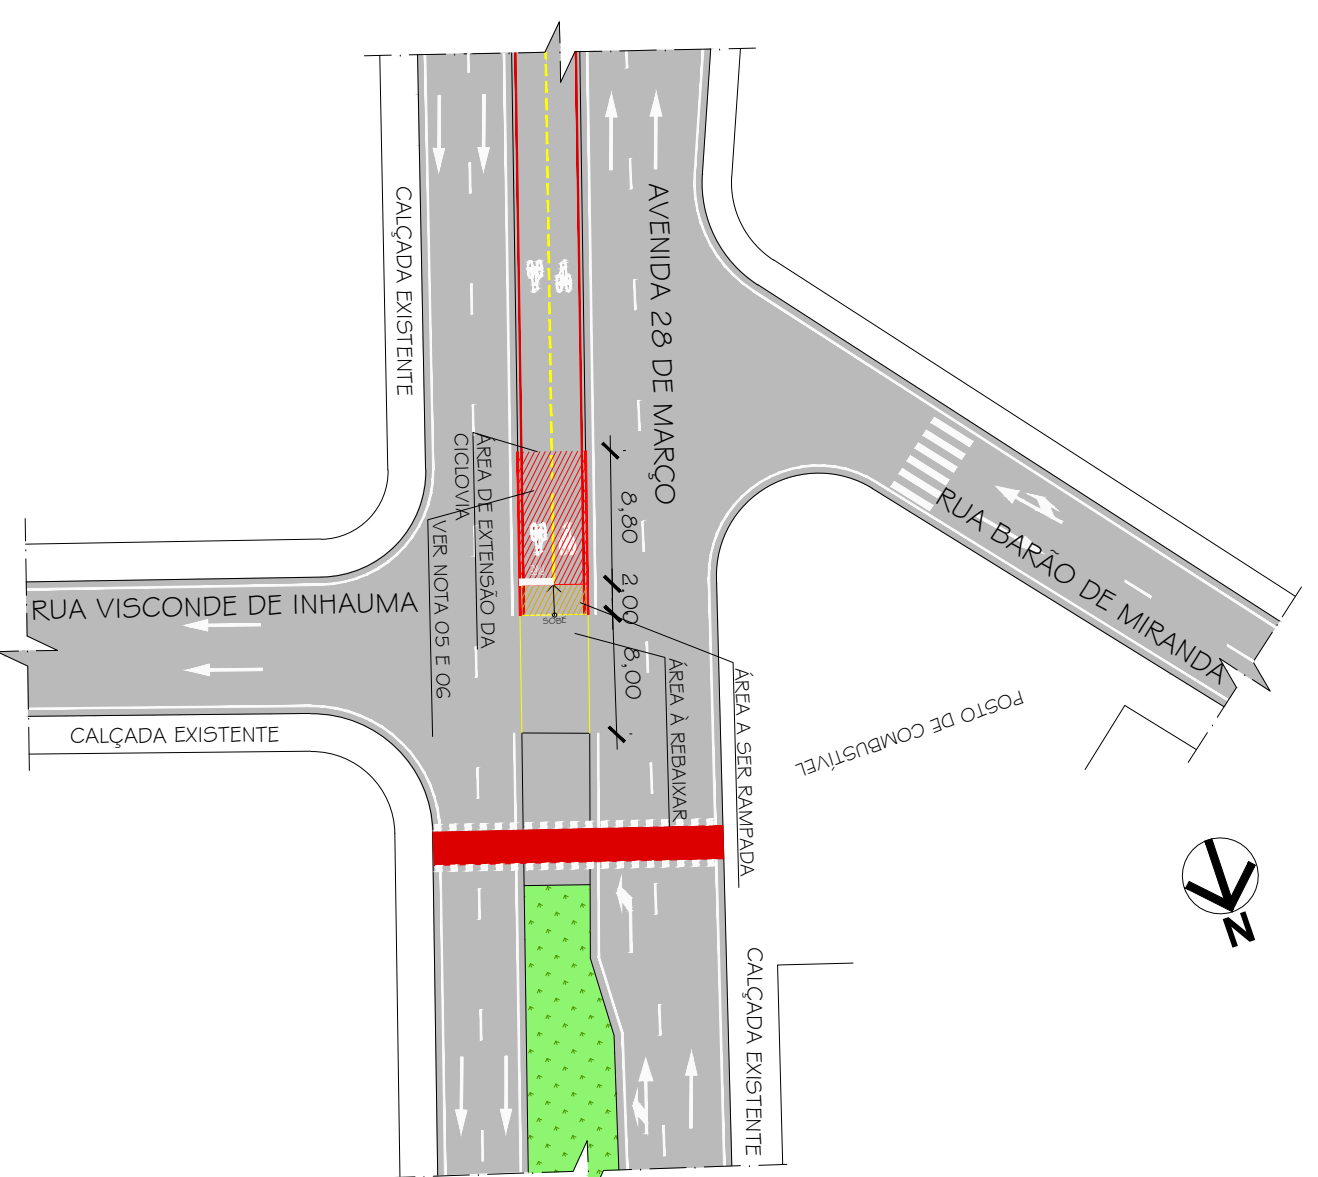 CALÇADA EXISTENTE
AVENIDA 28 DE MARÇO
ÁREA DE EXTENSÃO DA
CICLOVIA
VER NOTA 05 E 06
8,80
2,00
8,00
SOBE
RUA VISCONDE DE INHAUMA
RUA BARÃO DE MIRANDA
ÁREA À REBAIXAR
ÁREA A SER RAMPADA
POSTO DE COMBUSTÍVEL
CALÇADA EXISTENTE
CALÇADA EXISTENTE
N